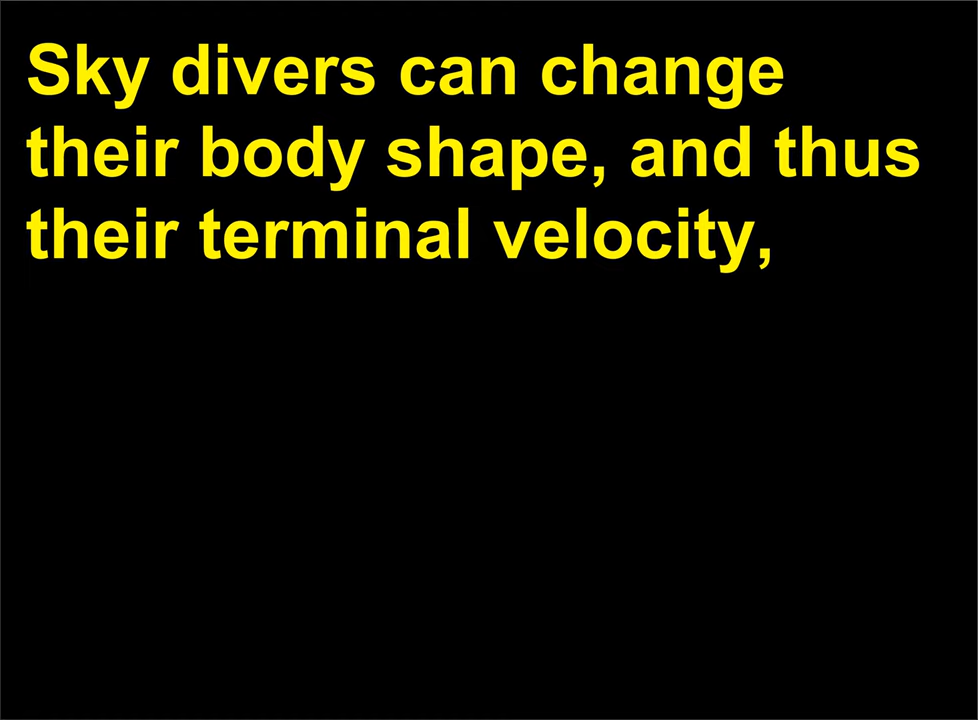 Sky divers can change
their body shape, and thus
their terminal velocity,